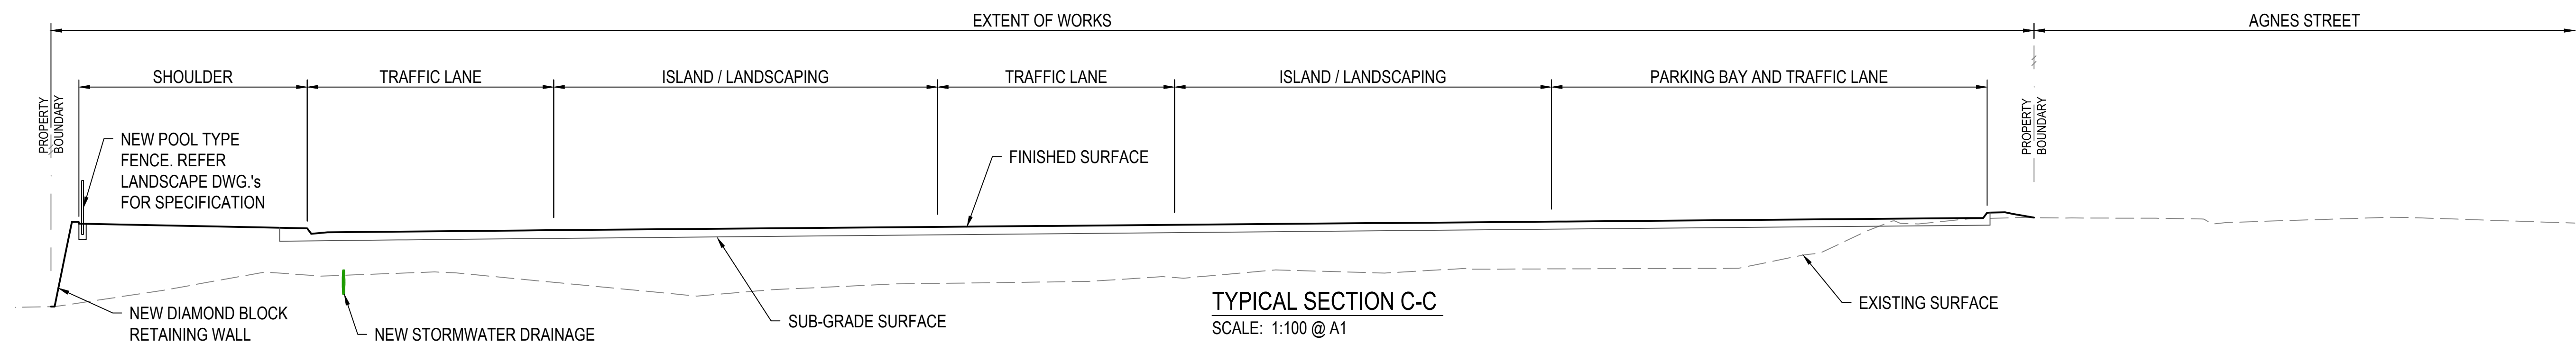 EXTENT OF WORKS
AGNES STREET
SHOULDER
TRAFFIC LANE
ISLAND / LANDSCAPING
TRAFFIC LANE
ISLAND / LANDSCAPING
PARKING BAY AND TRAFFIC LANE
PROPERTY
BOUNDARY
NEW POOL TYPE
FENCE. REFER
LANDSCAPE DWG.'s
FOR SPECIFICATION
FINISHED SURFACE
PROPERTY
BOUNDARY
NEW DIAMOND BLOCK
RETAINING WALL
NEW STORMWATER DRAINAGE
SUB-GRADE SURFACE
TYPICAL SECTION C-C
SCALE: 1:100 @ A1
EXISTING SURFACE